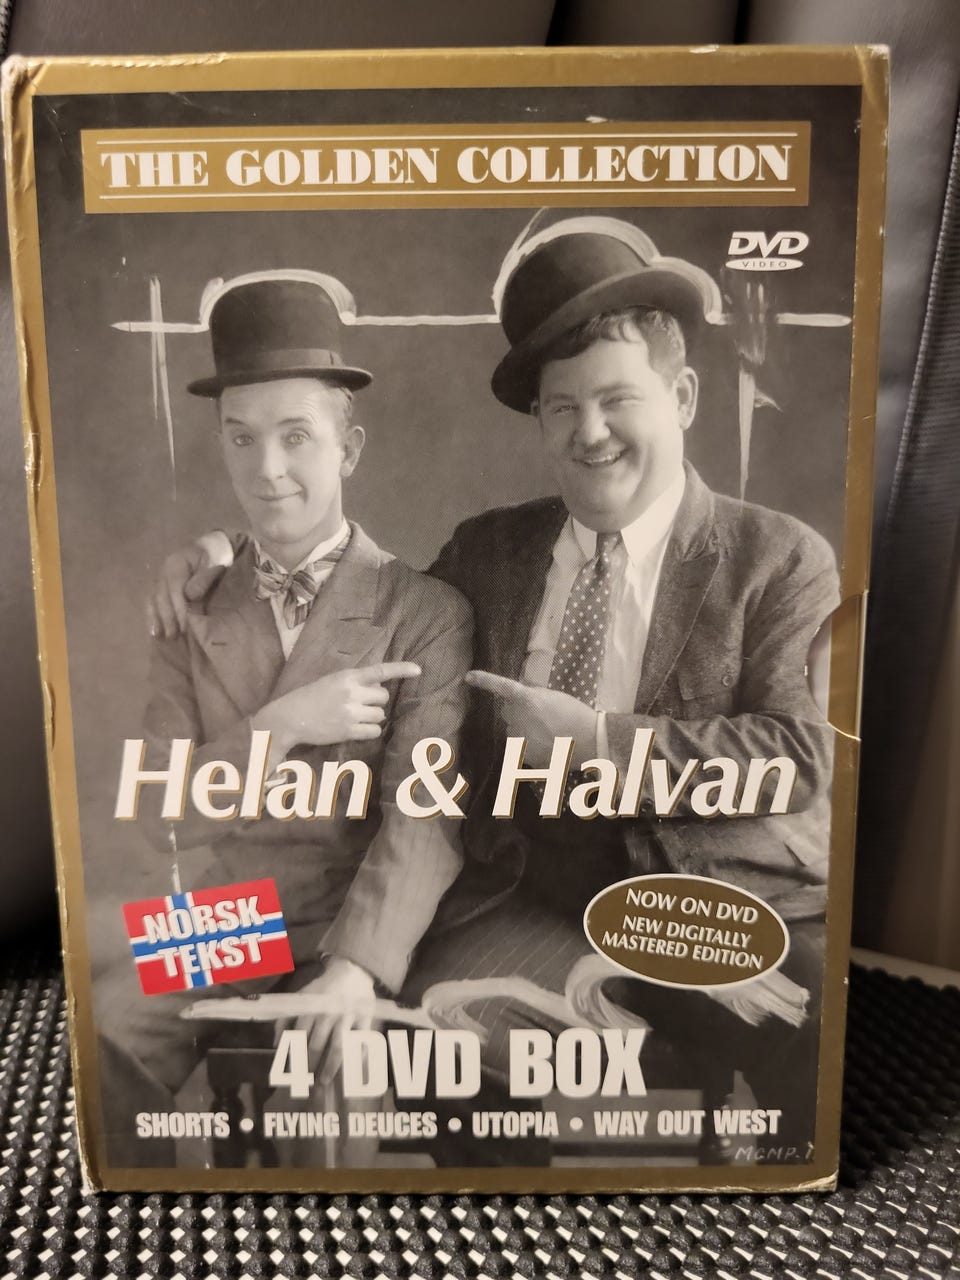 THE GOLDEN COLLECTION
DVD
VIDEO
Helan & Halvan
NORSK
TEKST
NOW ON DVD
NEW DIGITALLY
MASTERED EDITION
4 DVD BOX
SHORTS • FLYING DEUCES • UTOPIA • WAY OUT WEST